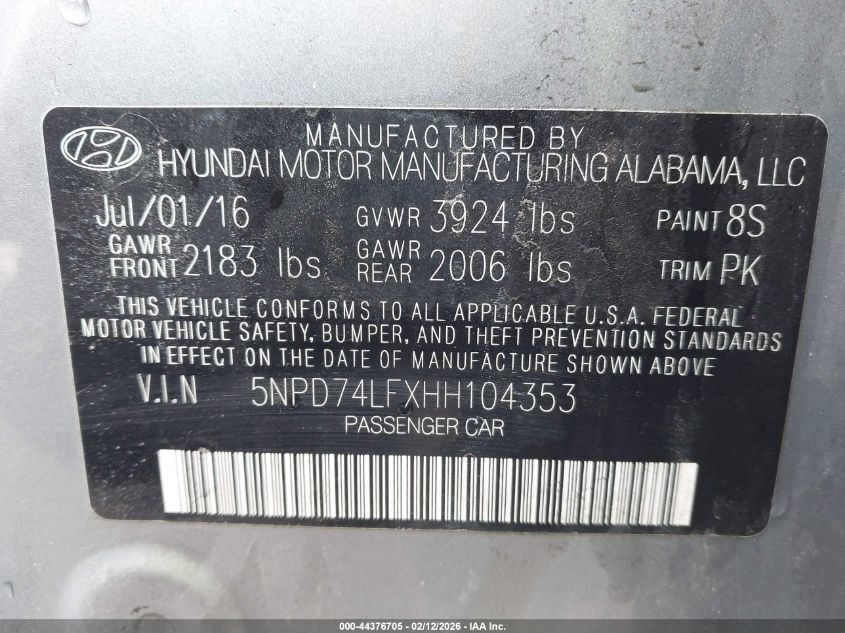 MANUFACTURED BY
HYUNDAI MOTOR MANUFACTURING ALABAMA, LLC
Jul/01/16 GVWR 3924 lbs PAINT 8S
GAWR FRONT 2183 lbs GAWR REAR 2006 lbs TRIM PK
THIS VEHICLE CONFORMS TO ALL APPLICABLE U.S.A. FEDERAL
MOTOR VEHICLE SAFETY, BUMPER, AND THEFT PREVENTION STANDARDS
IN EFFECT ON THE DATE OF MANUFACTURE SHOWN ABOVE
V.I.N 5NPD74LFXHH104353
PASSENGER CAR
000-44376705 - 02/12/2026 - IAA Inc.